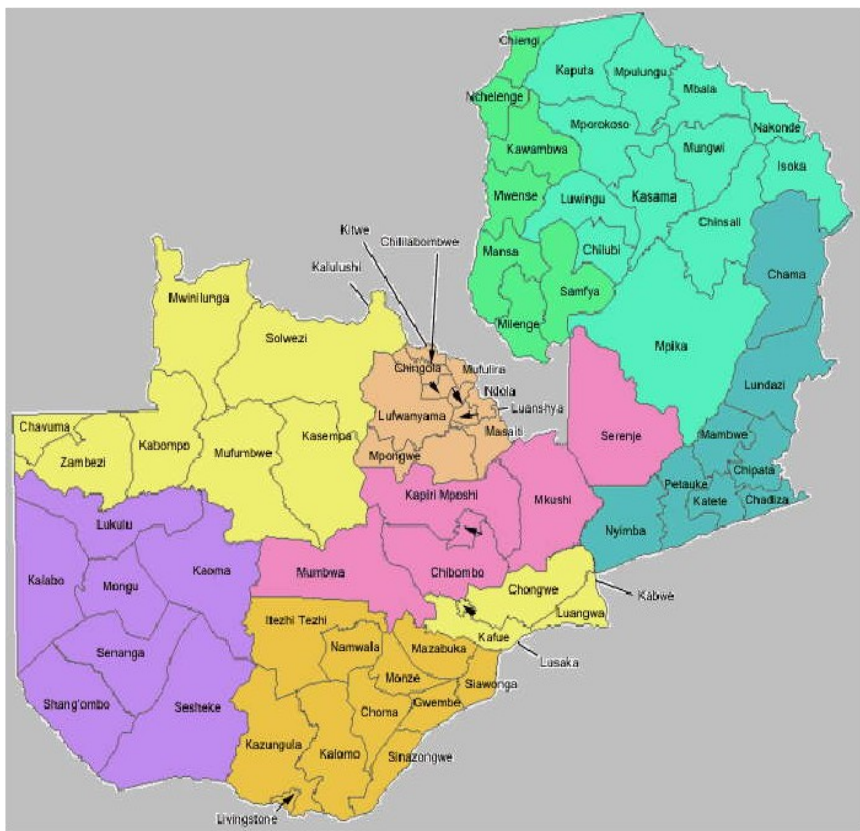 Chiengi
Kaputa
Mpulungu
Mbala
Nchelenge
Mporokoso
Nakonde
Kawambwa
Mungwi
Isoka
Mwense
Luwingu
Kasama
Chinsali
Kitwe
Chililabombwe
Mansa
Chilubi
Kalulushi
Chama
Samfya
Mwinilunga
Milenge
Solwezi
Mpika
Chingola
Mufulira
Lundazi
Ndola
Luanshya
Lufwanyama
Chavuma
Kasempa
Masaiti
Serenje
Mambwe
Kabompo
Mufumbwe
Zambezi
Mpongwe
Chipata
Petauke
Kapiri Mposhi
Mkushi
Katete
Chadiza
Lukulu
Nyimba
Kalabo
Kaoma
Mumbwa
Chibombo
Mongu
Chongwe
Kabwe
Luangwa
Itezhi Tezhi
Kafue
Senanga
Namwala
Mazabuka
Lusaka
Monze
Siawonga
Shang'ombo
Sesheke
Choma
Gwembe
Kazungula
Kalomo
Sinazongwe
Livingstone